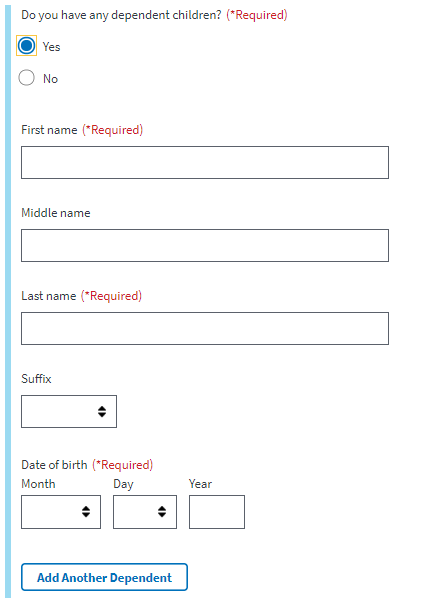 Do you have any dependent children? (*Required)
Yes
No
First name (*Required)
Middle name
Last name (*Required)
Suffix
Date of birth (*Required)
Month Day Year
Add Another Dependent